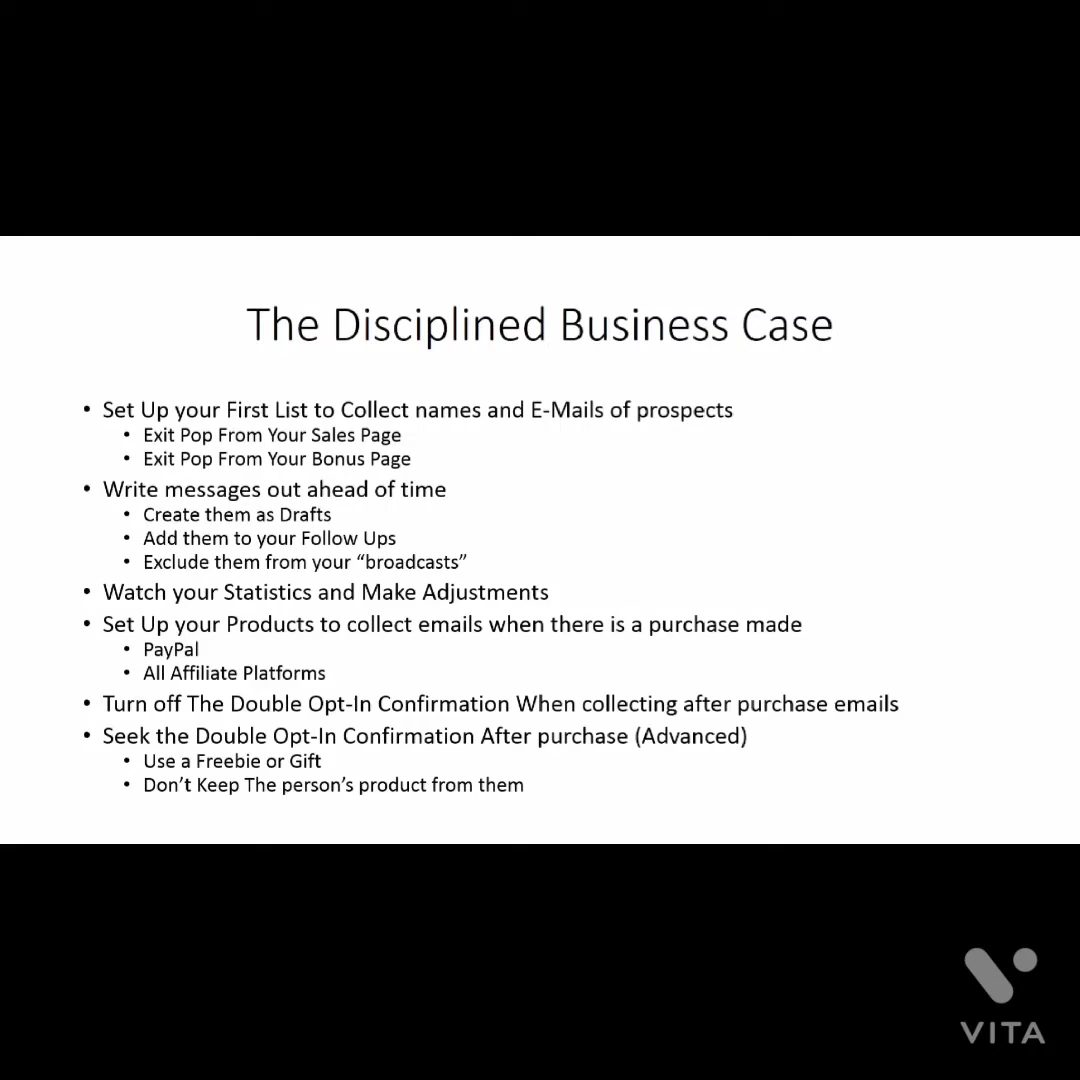 The Disciplined Business Case
• Set Up your First List to Collect names and E-Mails of prospects
• Exit Pop From Your Sales Page
• Exit Pop From Your Bonus Page
• Write messages out ahead of time
• Create them as Drafts
• Add them to your Follow Ups
• Exclude them from your “broadcasts”
• Watch your Statistics and Make Adjustments
• Set Up your Products to collect emails when there is a purchase made
• PayPal
• All Affiliate Platforms
• Turn off The Double Opt-In Confirmation When collecting after purchase emails
• Seek the Double Opt-In Confirmation After purchase (Advanced)
• Use a Freebie or Gift
• Don’t Keep The person’s product from them
VITA